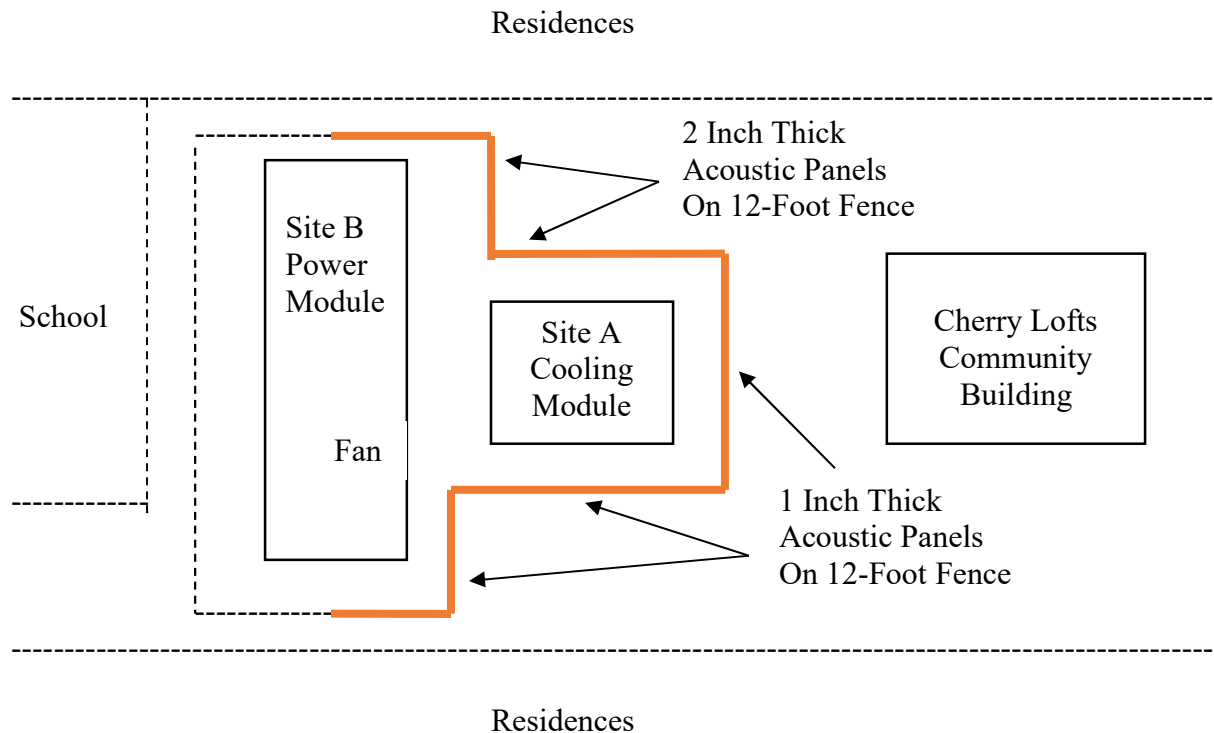 Residences
2 Inch Thick
Acoustic Panels
On 12-Foot Fence
Site B
Power
Module
School
Site A
Cooling
Module
Cherry Lofts
Community
Building
Fan
1 Inch Thick
Acoustic Panels
On 12-Foot Fence
Residences